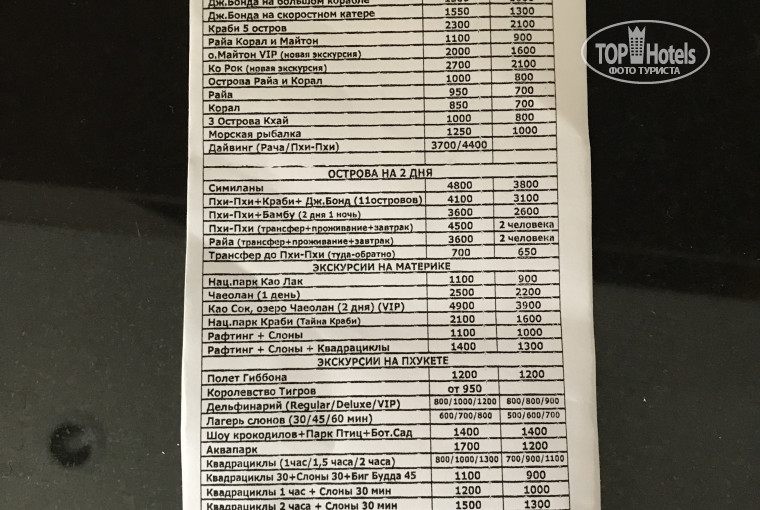 Дж.Бонда на большом корабле
Дж.Бонда на скоростном катере 1550 1300
Краби 5 остров 2300 2100
Райа Корал и Майтон 1100 900
о.Майтон VIP (новая экскурсия) 2000 1600
Ко Рок (новая экскурсия) 2700 2100
Острова Райа и Корал 1000 800
Райа 950 700
Корал 850 700
3 Острова Кхай 1000 800
Морская рыбалка 1250 1000
Дайвинг (Рача/Пхи-Пхи) 3700/4400
ОСТРОВА НА 2 ДНЯ
Симиланы 4800 3800
Пхи-Пхи+Краби+ Дж.Бонд (11островов) 4100 3100
Пхи-Пхи+Бамбу (2 дня 1 ночь) 3600 2600
Пхи-Пхи (трансфер+проживание+завтрак) 4500 2 человека
Райа (трансфер+проживание+завтрак) 3600 2 человека
Трансфер до Пхи-Пхи (туда-обратно) 700 650
ЭКСКУРСИИ НА МАТЕРИКЕ
Нац.парк Као Лак 1100 900
Чаеолан (1 день) 2500 2200
Као Сок, озеро Чаеолан (2 дня) (VIP) 4900 3900
Нац.парк Краби (Тайна Краби) 2100 1600
Рафтинг + Слоны 1100 1000
Рафтинг + Слоны + Квадрациклы 1400 1300
ЭКСКУРСИИ НА ПХУКЕТЕ
Полет Гиббона 1200 1200
Королевство Тигров от 950
Дельфинарий (Regular/Deluxe/VIP) 800/1000/1200 800/800/900
Лагерь слонов (30/45/60 мин) 600/700/800 500/600/700
Шоу крокодилов+Парк Птиц+Бот.Сад 1400 1400
Аквапарк 1700 1200
Квадрациклы (1час/1,5 часа/2 часа) 800/1000/1300 700/900/1100
Квадрациклы 30+Слоны 30+Биг Будда 45 1100 900
Квадрациклы 1 час + Слоны 30 мин 1200 1000
Квадрациклы 2 часа + Слоны 30 мин 1500 1300
TOP Hotels
ФОТО ТУРИСТА